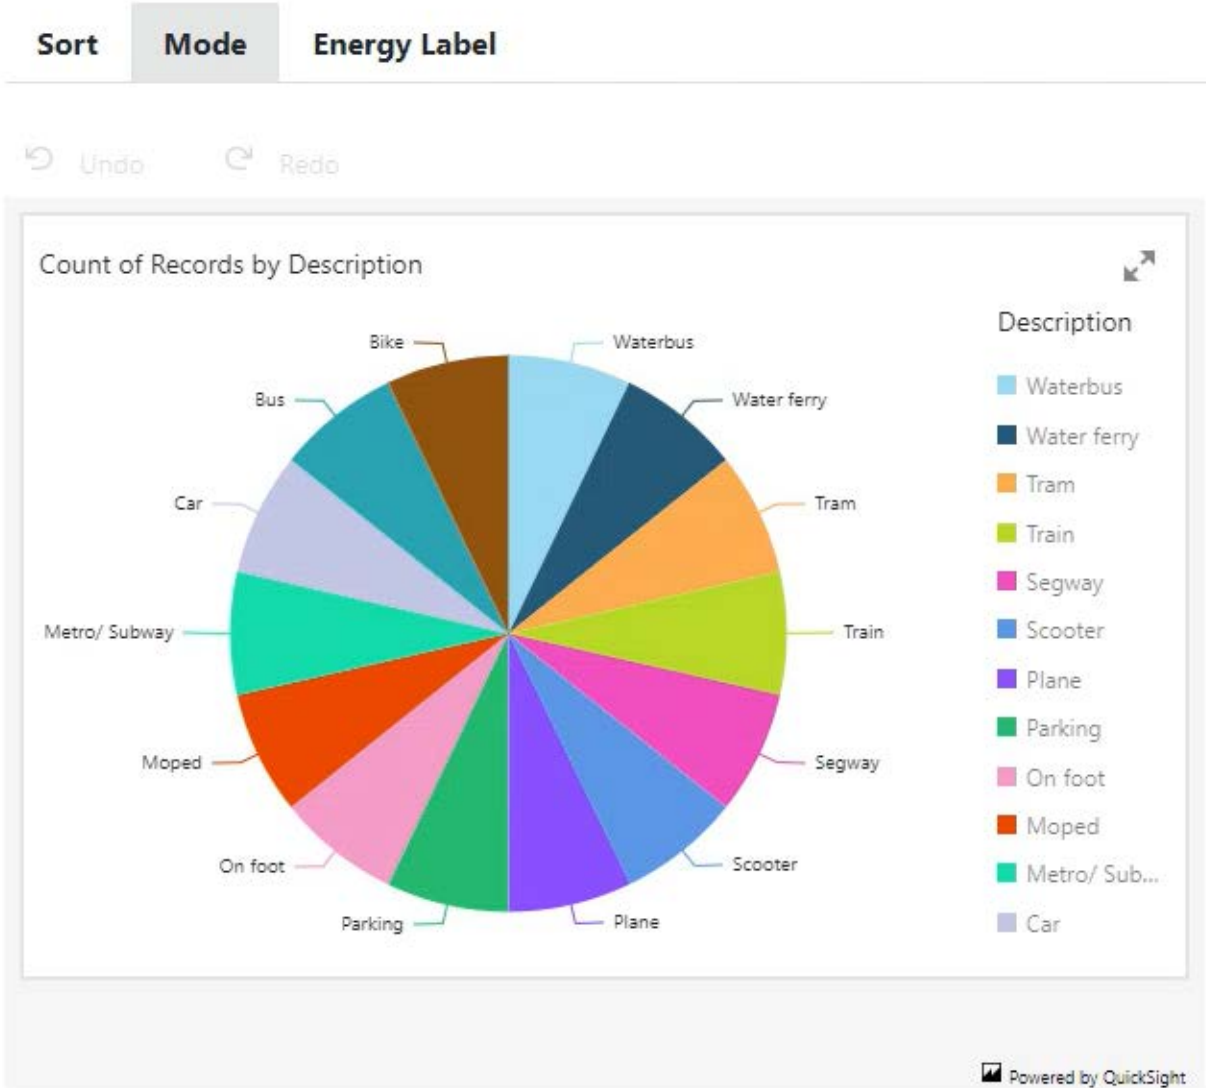 Sort Mode Energy Label
Undo Redo
Count of Records by Description
Bike
Waterbus
Bus
Water ferry
Car
Tram
Metro/ Subway
Train
Moped
Segway
On foot
Scooter
Parking
Plane
Description
Waterbus
Water ferry
Tram
Train
Segway
Scooter
Plane
Parking
On foot
Moped
Metro/ Sub...
Car
Powered by QuickSight